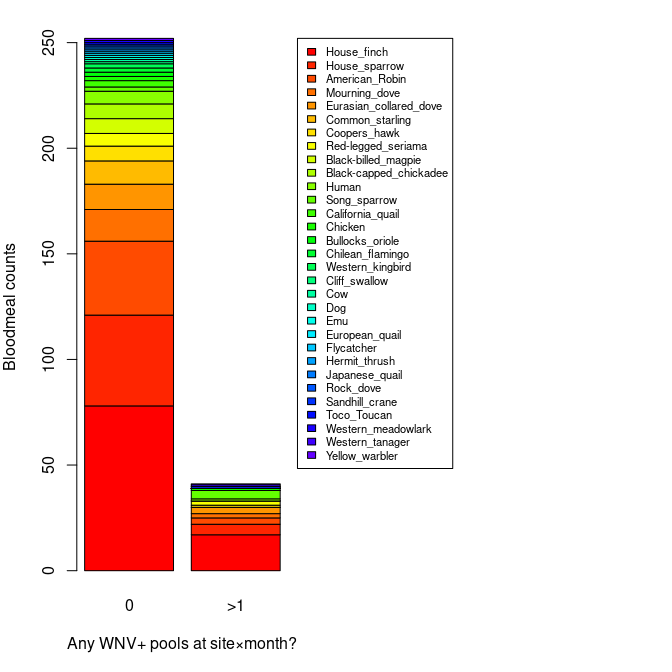 250
200
150
100
50
0
Bloodmeal counts
0
>1
Any WNV+ pools at site×month?
House_finch
House_sparrow
American_Robin
Mourning_dove
Eurasian_collared_dove
Common_starling
Coopers_hawk
Red-legged_seriama
Black-billed_magpie
Black-capped_chickadee
Human
Song_sparrow
California_quail
Chicken
Bullocks_oriole
Chilean_flamingo
Western_kingbird
Cliff_swallow
Cow
Dog
Emu
European_quail
Flycatcher
Hermit_thrush
Japanese_quail
Rock_dove
Sandhill_crane
Toco_Toucan
Western_meadowlark
Western_tanager
Yellow_warbler